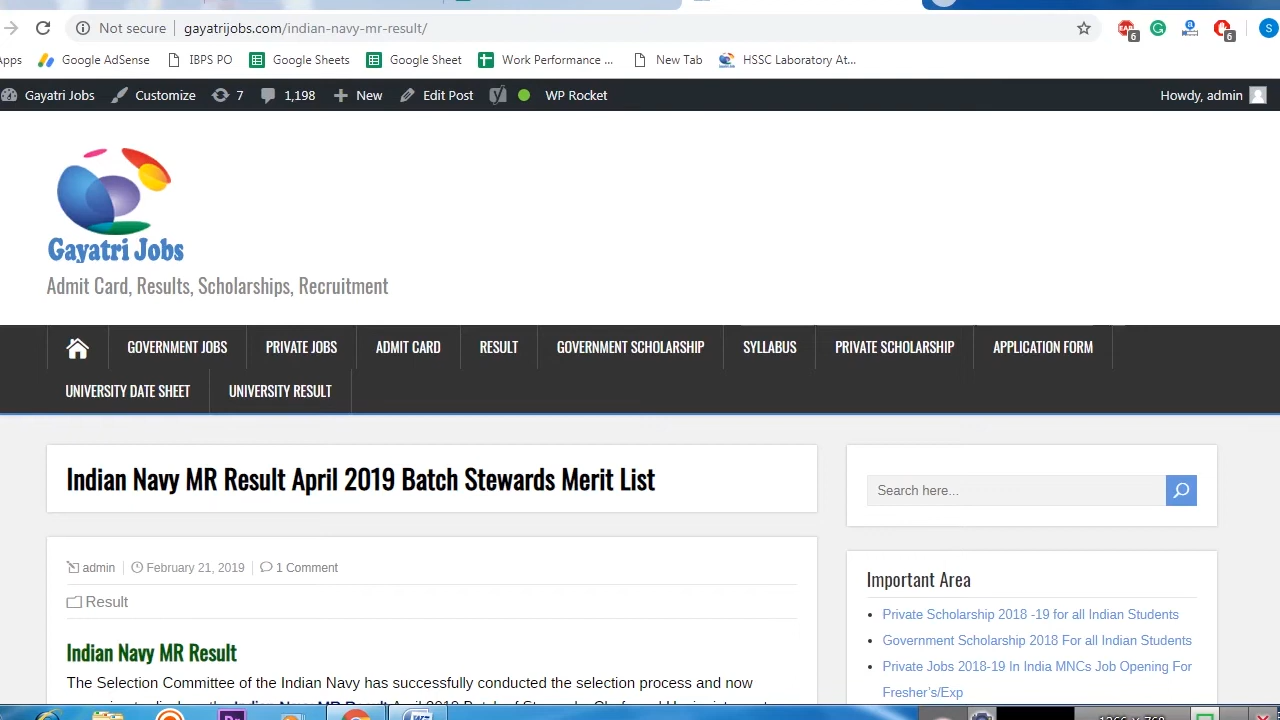 Not secure gayatrijobs.com/indian-navy-mr-result/
6 6 S
Apps Google AdSense IBPS PO Google Sheets Google Sheet Work Performance ... New Tab HSSC Laboratory At...
Gayatri Jobs Customize 7 1,198 New Edit Post WP Rocket Howdy, admin
Gayatri Jobs
Admit Card, Results, Scholarships, Recruitment
GOVERNMENT JOBS PRIVATE JOBS ADMIT CARD RESULT GOVERNMENT SCHOLARSHIP SYLLABUS PRIVATE SCHOLARSHIP APPLICATION FORM
UNIVERSITY DATE SHEET UNIVERSITY RESULT
Indian Navy MR Result April 2019 Batch Stewards Merit List
Search here...
admin February 21, 2019 1 Comment
Result
Indian Navy MR Result
The Selection Committee of the Indian Navy has successfully conducted the selection process and now
Important Area
Private Scholarship 2018 -19 for all Indian Students
Government Scholarship 2018 For all Indian Students
Private Jobs 2018-19 In India MNCs Job Opening For
Fresher's/Exp